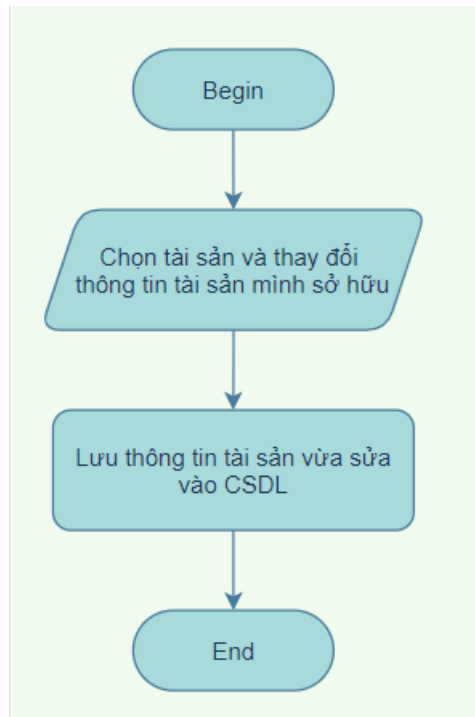 Begin
Chọn tài sản và thay đổi
thông tin tài sản mình sở hữu
Lưu thông tin tài sản vừa sửa
vào CSDL
End